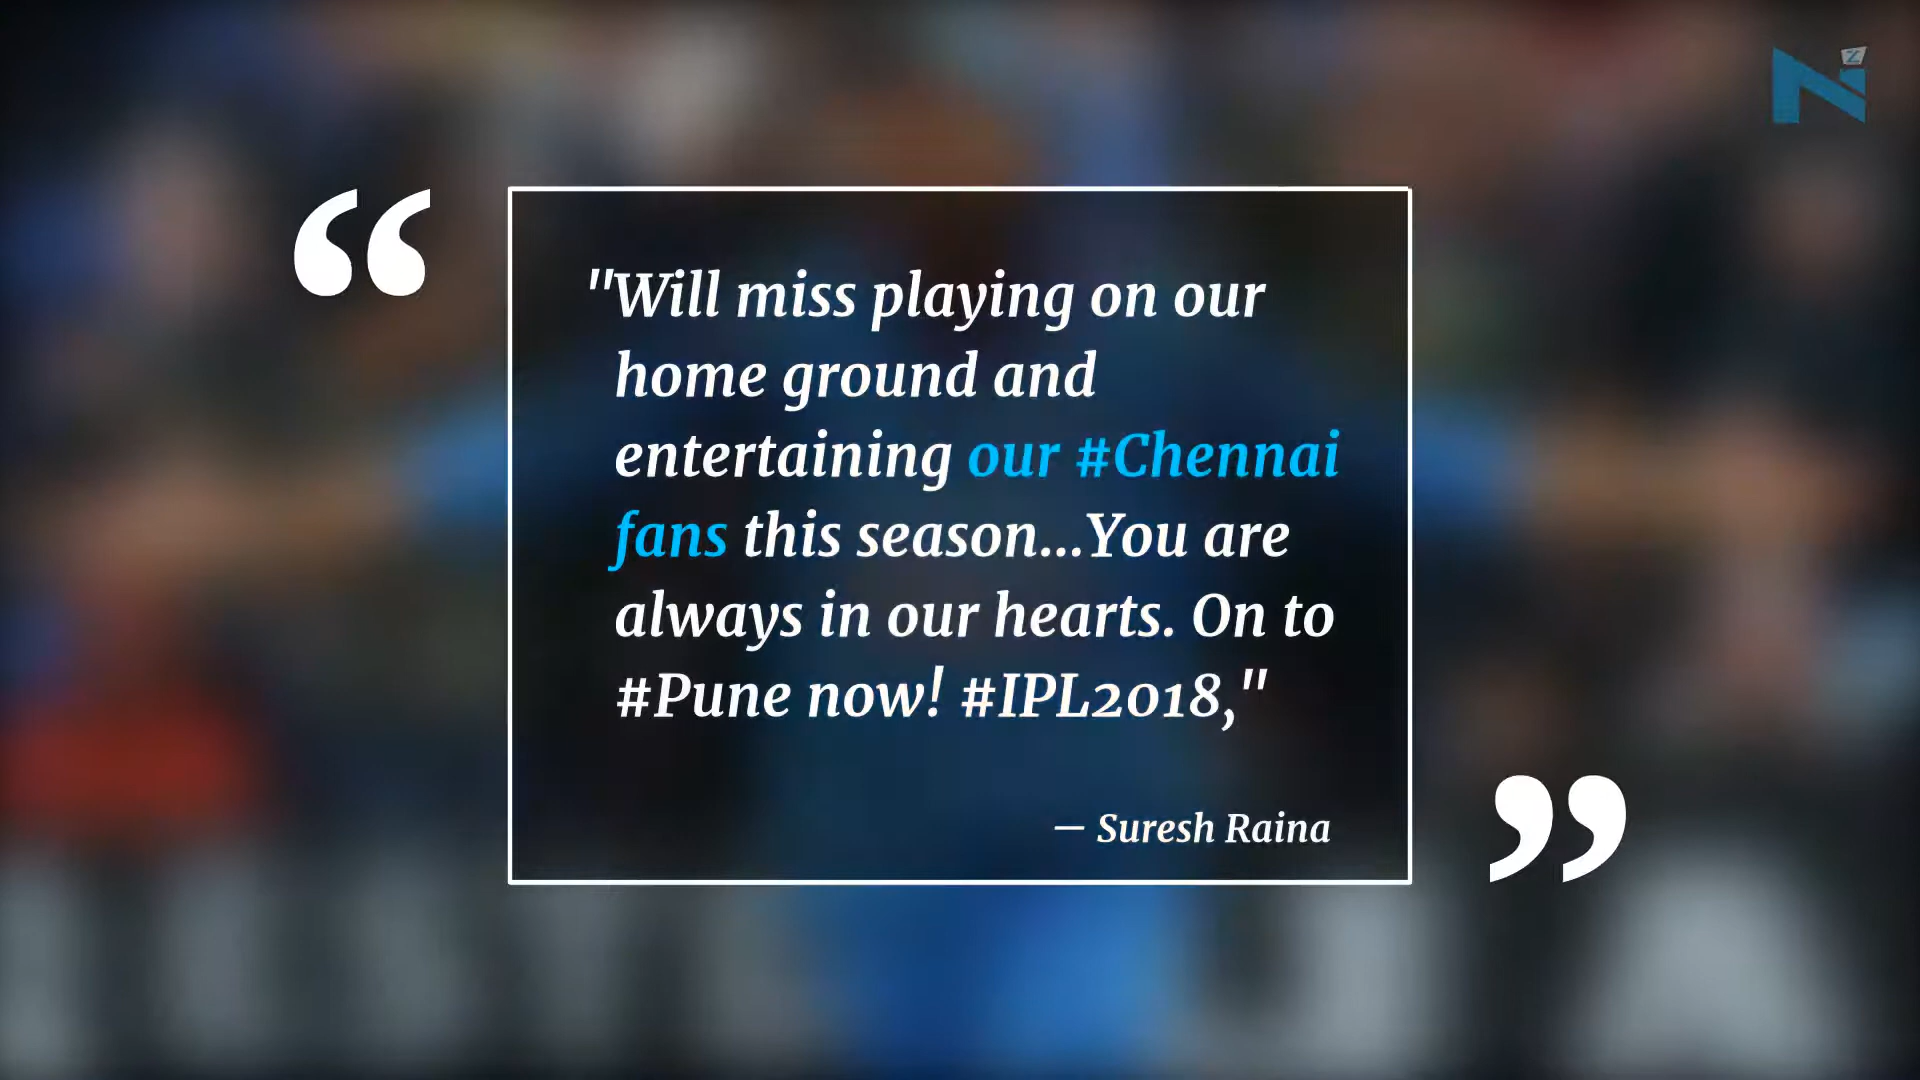 "Will miss playing on our
home ground and
entertaining our #Chennai
fans this season...You are
always in our hearts. On to
#Pune now! #IPL2018,"
— Suresh Raina